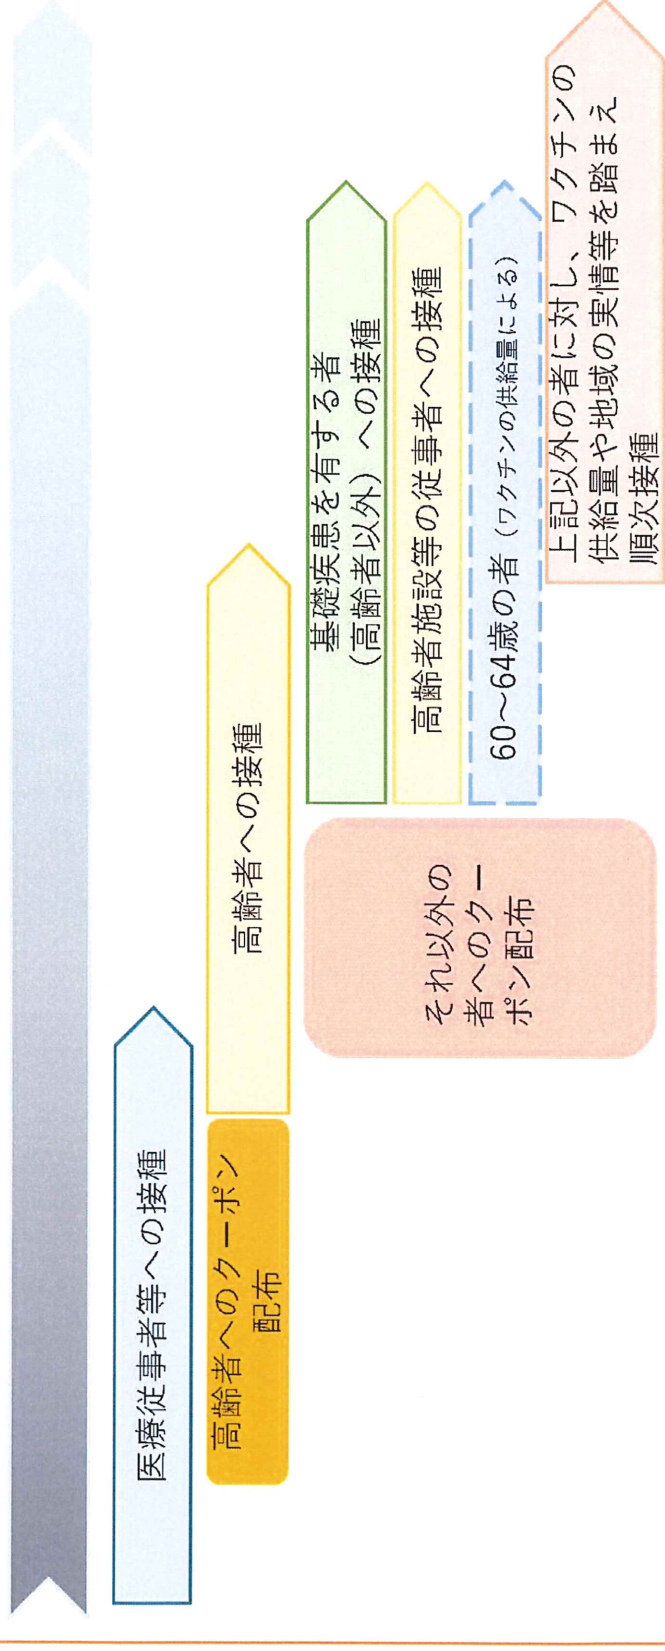 医療従事者等への接種
高齢者へのクーポン
配布
高齢者への接種
それ以外の
者へのクー
ポン配布
基礎疾患を有する者
（高齢者以外）への接種
高齢者施設等の従事者への接種
60～64歳の者（ワクチンの供給量による）
上記以外の者に対し、ワクチンの
供給量や地域の実情等を踏まえ
順次接種